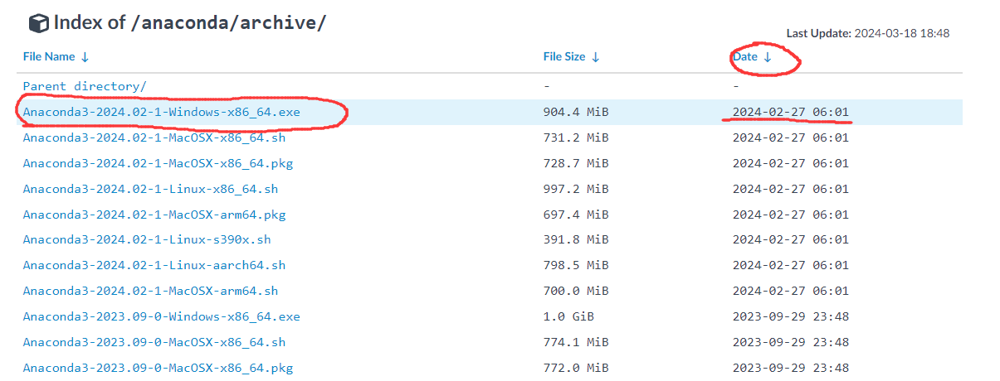 Index of /anaconda/archive/
Last Update: 2024-03-18 18:48
File Name ↓ File Size ↓ Date ↓
Parent directory/ - -
Anaconda3-2024.02-1-Windows-x86_64.exe 904.4 MiB 2024-02-27 06:01
Anaconda3-2024.02-1-MacOSX-x86_64.sh 731.2 MiB 2024-02-27 06:01
Anaconda3-2024.02-1-MacOSX-x86_64.pkg 728.7 MiB 2024-02-27 06:01
Anaconda3-2024.02-1-Linux-x86_64.sh 997.2 MiB 2024-02-27 06:01
Anaconda3-2024.02-1-MacOSX-arm64.pkg 697.4 MiB 2024-02-27 06:01
Anaconda3-2024.02-1-Linux-s390x.sh 391.8 MiB 2024-02-27 06:01
Anaconda3-2024.02-1-Linux-aarch64.sh 798.5 MiB 2024-02-27 06:01
Anaconda3-2024.02-1-MacOSX-arm64.sh 700.0 MiB 2024-02-27 06:01
Anaconda3-2023.09-0-Windows-x86_64.exe 1.0 GiB 2023-09-29 23:48
Anaconda3-2023.09-0-MacOSX-x86_64.sh 774.1 MiB 2023-09-29 23:48
Anaconda3-2023.09-0-MacOSX-x86_64.pkg 772.0 MiB 2023-09-29 23:48